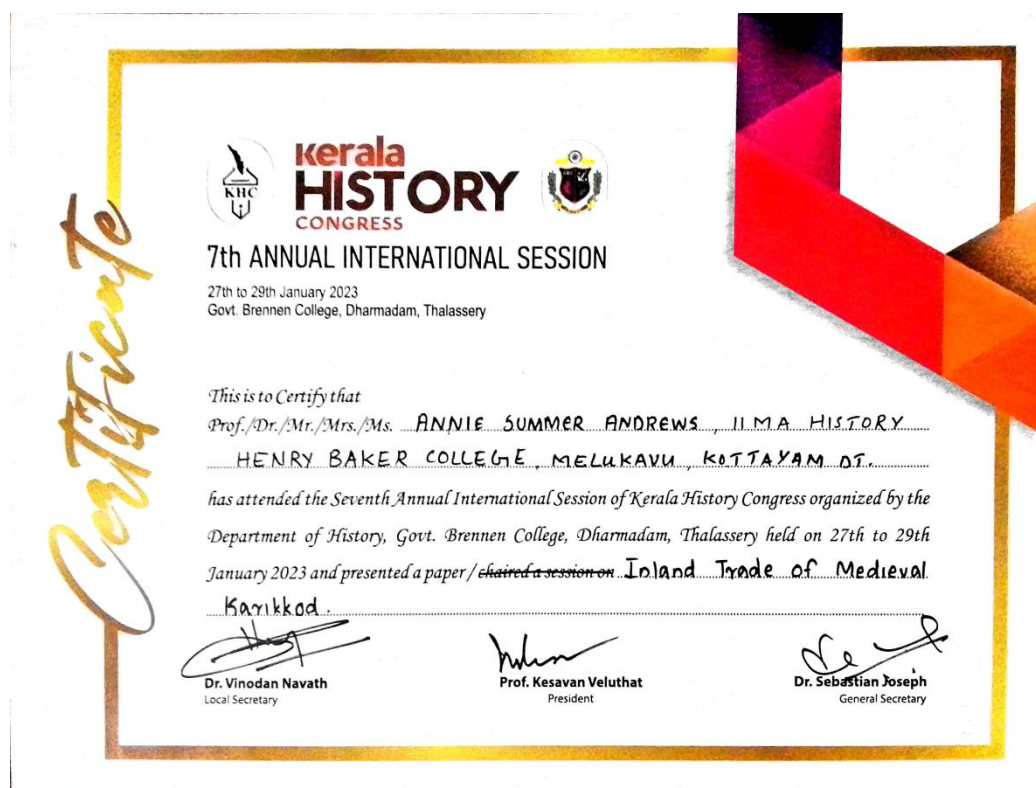 Certificate
KHC
Kerala
HISTORY
CONGRESS
7th ANNUAL INTERNATIONAL SESSION
27th to 29th January 2023
Govt. Brennen College, Dharmadam, Thalassery
This is to Certify that
Prof./Dr./Mr./Mrs./Ms. ANNIE SUMMER ANDREWS, II MA HISTORY
HENRY BAKER COLLEGE, MELUKAVU, KOTTAYAM DT.
has attended the Seventh Annual International Session of Kerala History Congress organized by the
Department of History, Govt. Brennen College, Dharmadam, Thalassery held on 27th to 29th
January 2023 and presented a paper / chaired a session on Inland Trade of Medieval
Karikkod.
Dr. Vinodan Navath
Local Secretary
Prof. Kesavan Veluthat
President
Dr. Sebastian Joseph
General Secretary